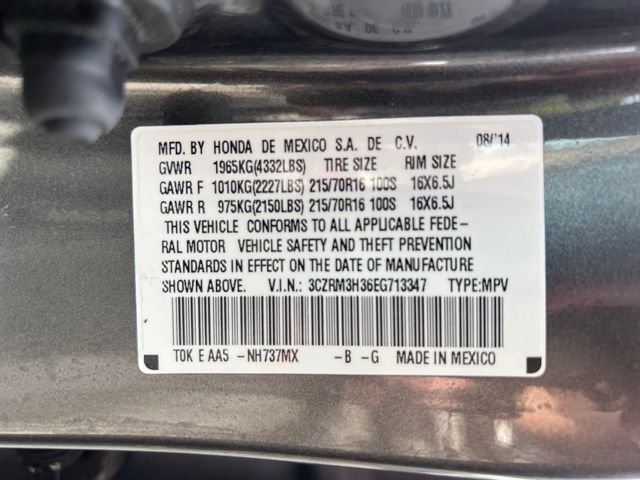 MFD. BY HONDA DE MEXICO S.A. DE C.V. 08/14
GVWR 1965KG(4332LBS) TIRE SIZE RIM SIZE
GAWR F 1010KG(2227LBS) 215/70R16 100S 16X6.5J
GAWR R 975KG(2150LBS) 215/70R16 100S 16X6.5J
THIS VEHICLE CONFORMS TO ALL APPLICABLE FEDE-
RAL MOTOR VEHICLE SAFETY AND THEFT PREVENTION
STANDARDS IN EFFECT ON THE DATE OF MANUFACTURE
SHOWN ABOVE. V.I.N.: 3CZRM3H36EG713347 TYPE:MPV
T0K E AA5 -NH737MX -B -G MADE IN MEXICO